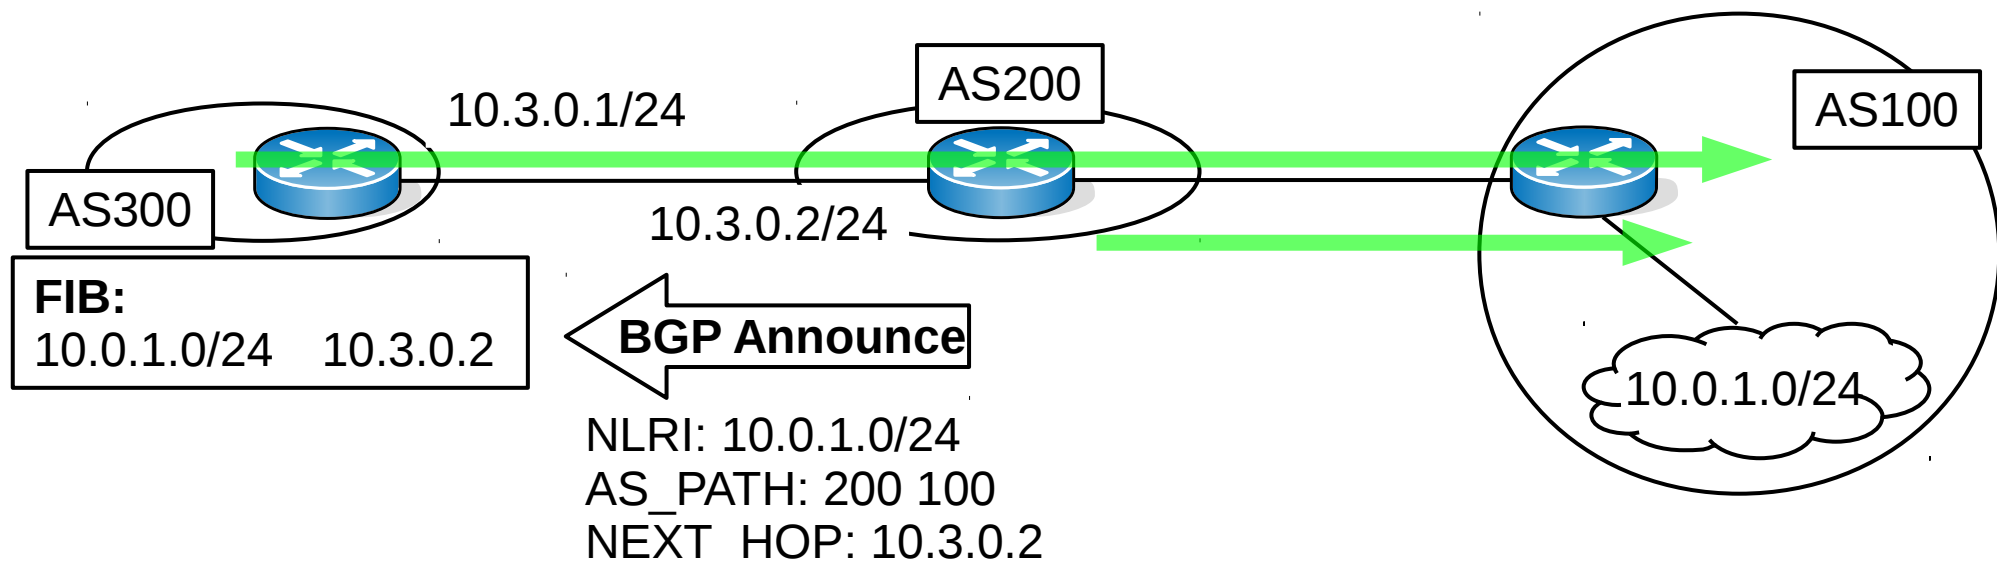 AS200
AS100
10.3.0.1/24
AS300
10.3.0.2/24
FIB:
10.0.1.0/24 10.3.0.2
BGP Announce
10.0.1.0/24
NLRI: 10.0.1.0/24
AS_PATH: 200 100
NEXT_HOP: 10.3.0.2